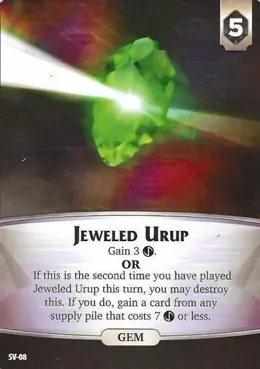 5
JEWELED URUP
Gain 3 .
OR
If this is the second time you have played
Jeweled Urup this turn, you may destroy
this. If you do, gain a card from any
supply pile that costs 7 or less.
GEM
SV-08